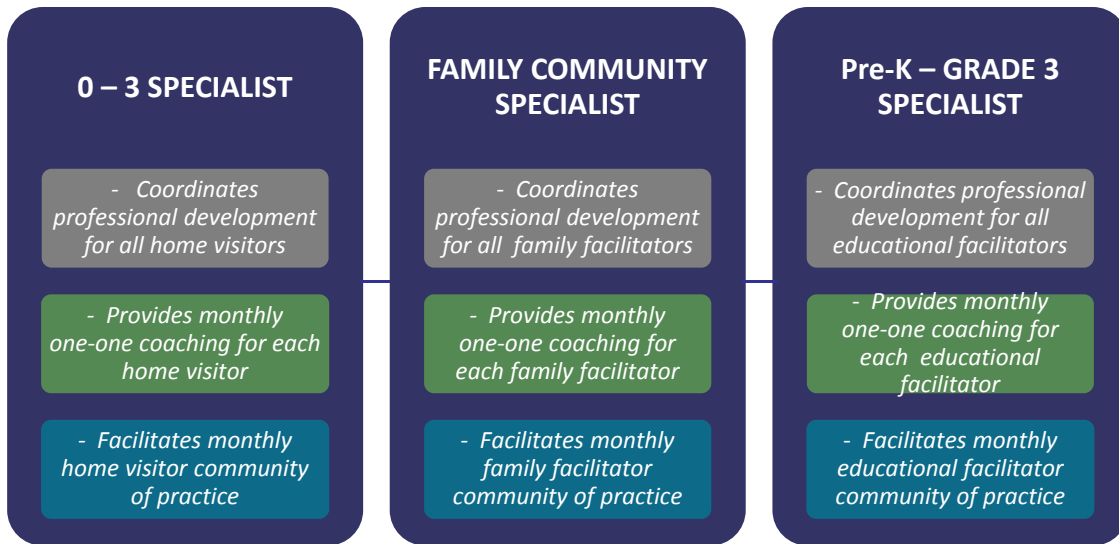 0 – 3 SPECIALIST
- Coordinates
professional development
for all home visitors
- Provides monthly
one-one coaching for each
home visitor
- Facilitates monthly
home visitor community
of practice
FAMILY COMMUNITY
SPECIALIST
- Coordinates
professional development
for all family facilitators
- Provides monthly
one-one coaching for
each family facilitator
- Facilitates monthly
family facilitator
community of practice
Pre-K – GRADE 3
SPECIALIST
- Coordinates professional
development for all
educational facilitators
- Provides monthly
one-one coaching for
each educational
facilitator
- Facilitates monthly
educational facilitator
community of practice